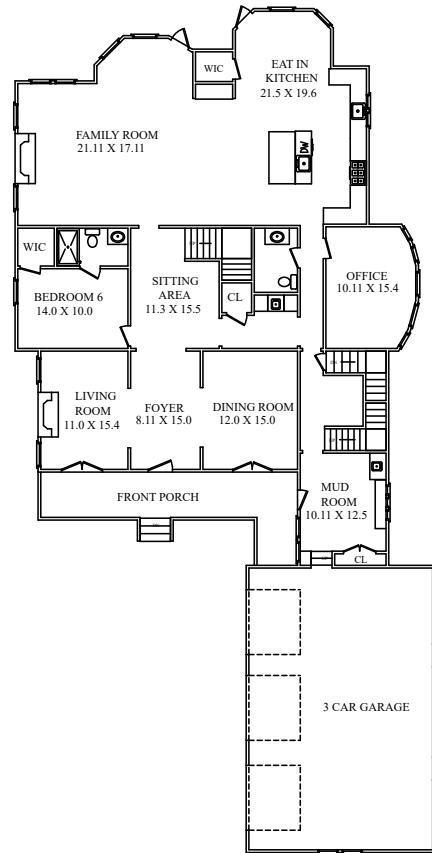 WIC
EAT IN
KITCHEN
21.5 X 19.6
FAMILY ROOM
21.11 X 17.11
DW
WIC
BEDROOM 6
14.0 X 10.0
SITTING
AREA
11.3 X 15.5
CL
OFFICE
10.11 X 15.4
LIVING
ROOM
11.0 X 15.4
FOYER
8.11 X 15.0
DINING ROOM
12.0 X 15.0
FRONT PORCH
MUD
ROOM
10.11 X 12.5
CL
3 CAR GARAGE